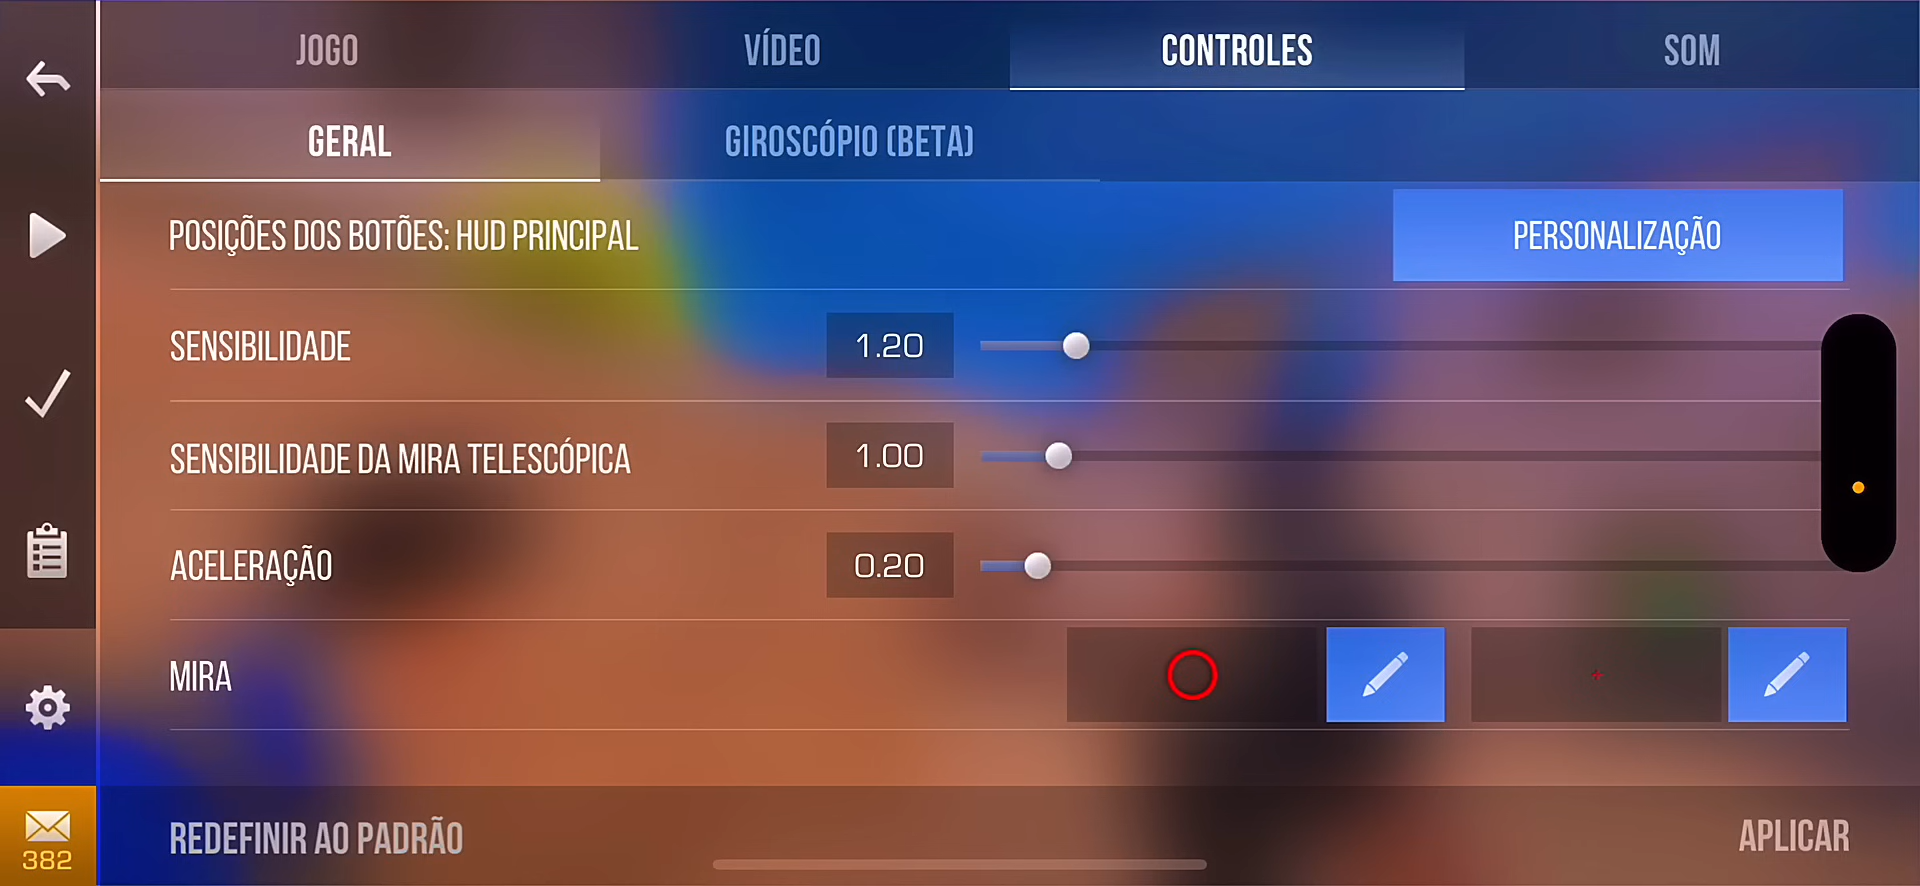 JOGO
VÍDEO
CONTROLES
SOM
GERAL
GIROSCÓPIO (BETA)
POSIÇÕES DOS BOTÕES: HUD PRINCIPAL
PERSONALIZAÇÃO
SENSIBILIDADE
1.20
SENSIBILIDADE DA MIRA TELESCÓPICA
1.00
ACELERAÇÃO
0.20
MIRA
382
REDEFINIR AO PADRÃO
APLICAR